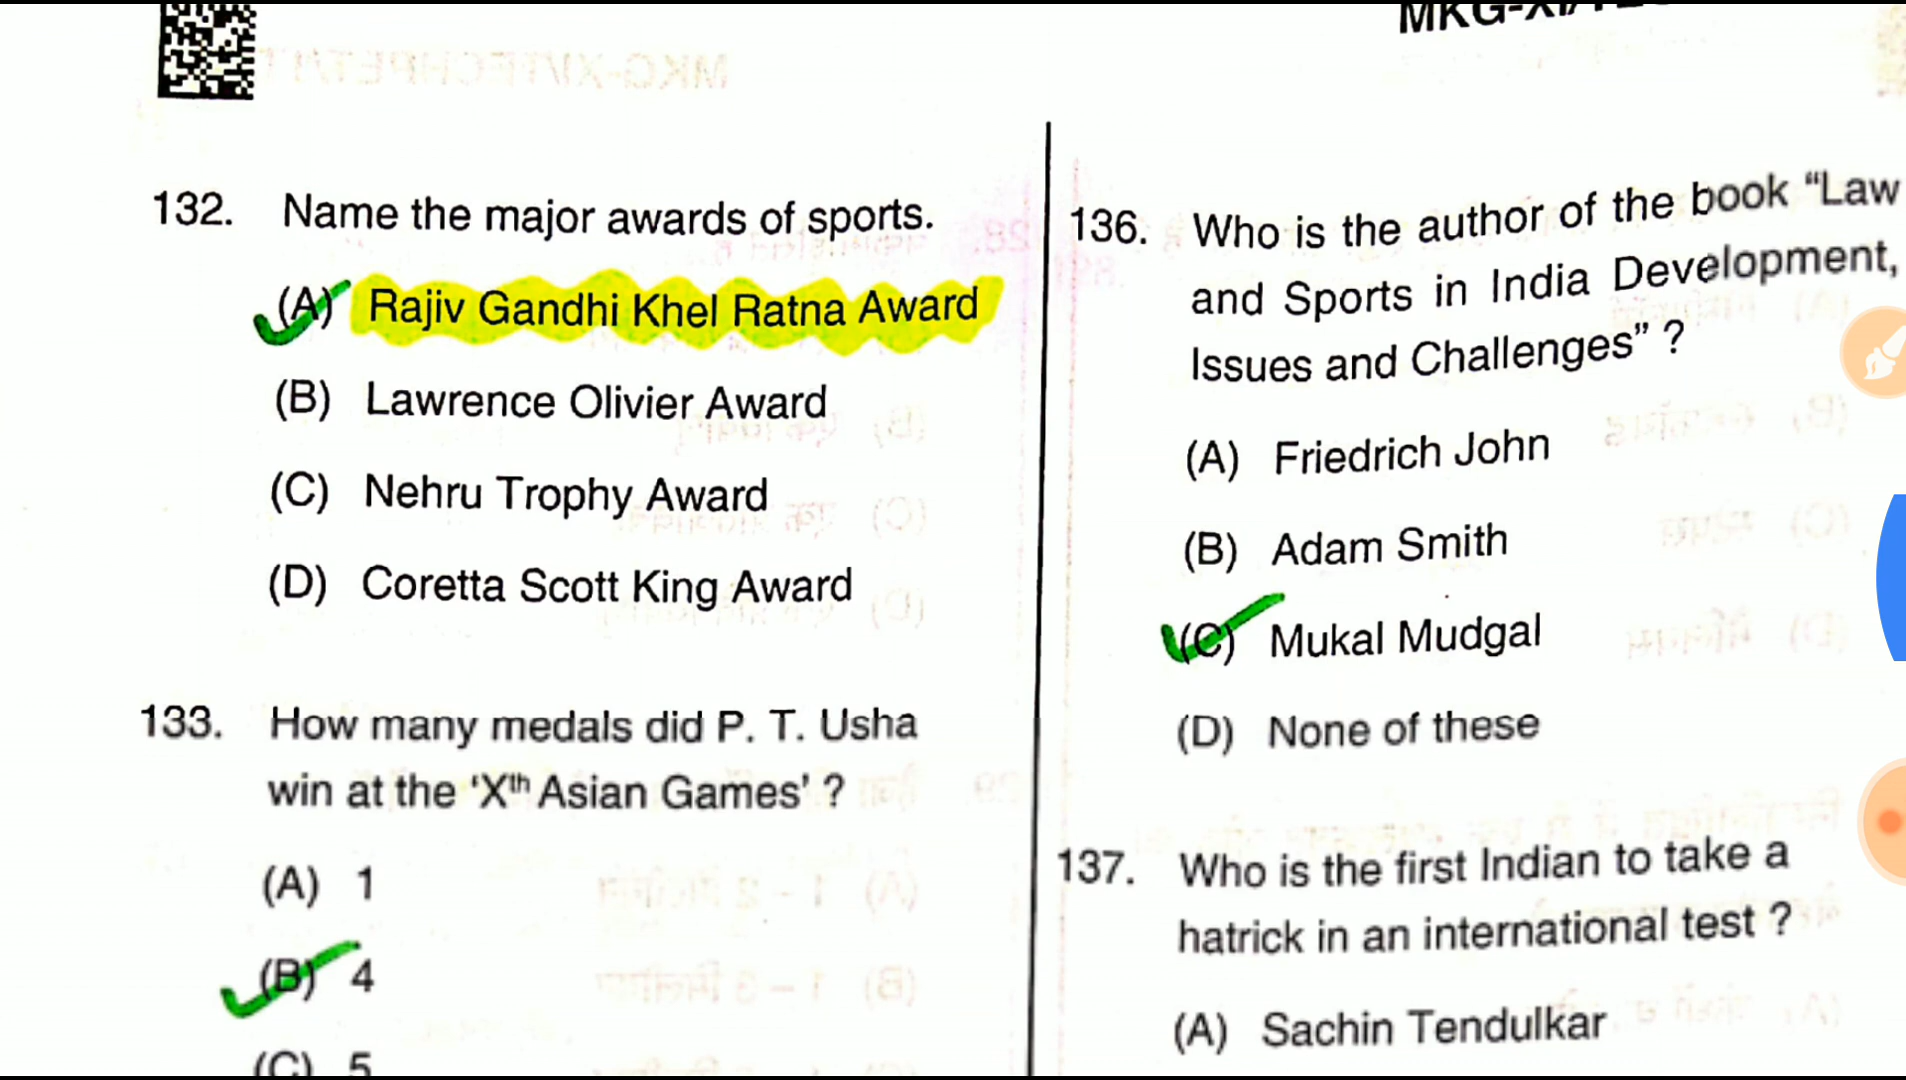 132. Name the major awards of sports.
(A) Rajiv Gandhi Khel Ratna Award
(B) Lawrence Olivier Award
(C) Nehru Trophy Award
(D) Coretta Scott King Award
133. How many medals did P. T. Usha
win at the ‘Xth Asian Games’ ?
(A) 1
(B) 4
(C) 5
136. Who is the author of the book “Law
and Sports in India Development,
Issues and Challenges” ?
(A) Friedrich John
(B) Adam Smith
(C) Mukal Mudgal
(D) None of these
137. Who is the first Indian to take a
hatrick in an international test ?
(A) Sachin Tendulkar